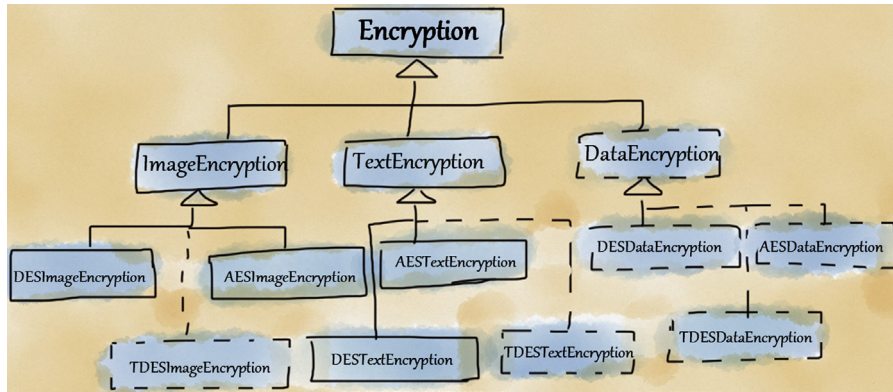 Encryption
ImageEncryption
TextEncryption
DataEncryption
DESImageEncryption
AESImageEncryption
AESTextEncryption
DESDataEncryption
AESDataEncryption
TDESImageEncryption
DESTextEncryption
TDESTextEncryption
TDESDataEncryption